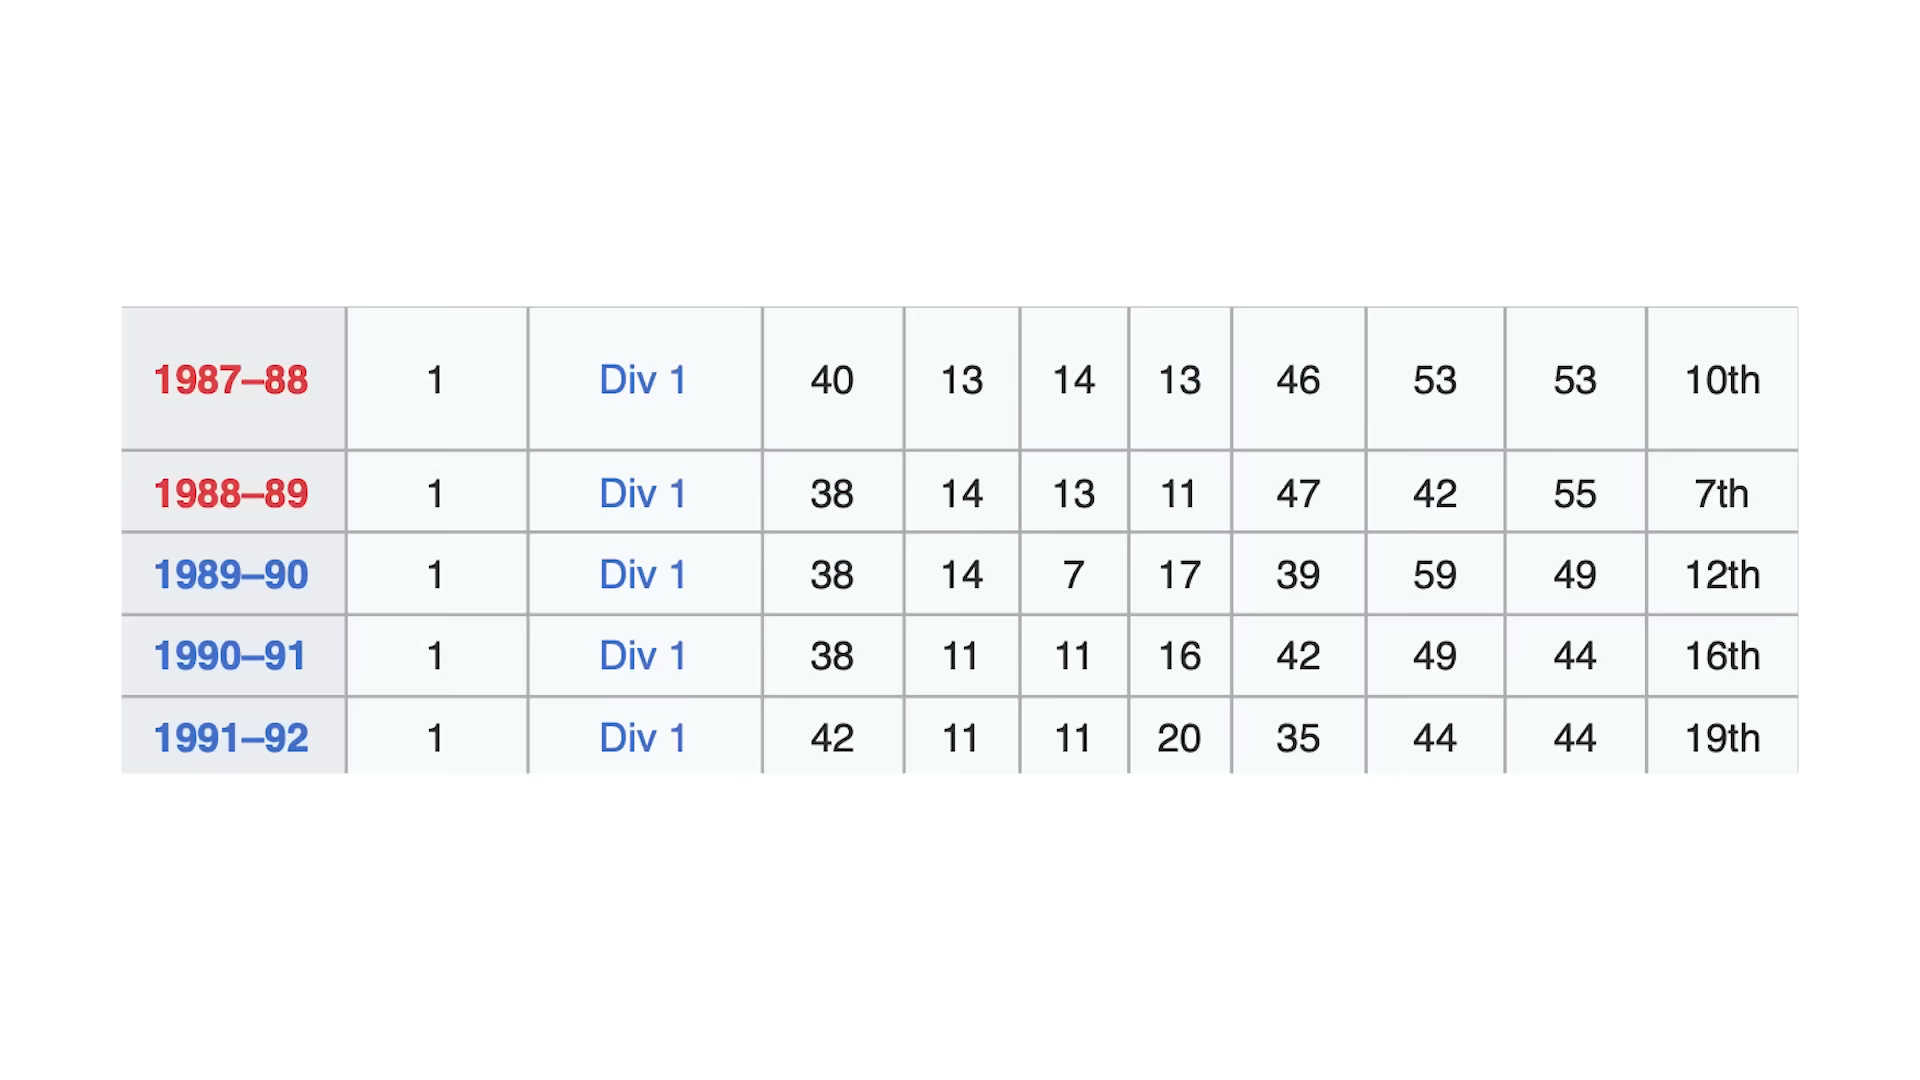 1987–88 1 Div 1 40 13 14 13 46 53 53 10th
1988–89 1 Div 1 38 14 13 11 47 42 55 7th
1989–90 1 Div 1 38 14 7 17 39 59 49 12th
1990–91 1 Div 1 38 11 11 16 42 49 44 16th
1991–92 1 Div 1 42 11 11 20 35 44 44 19th